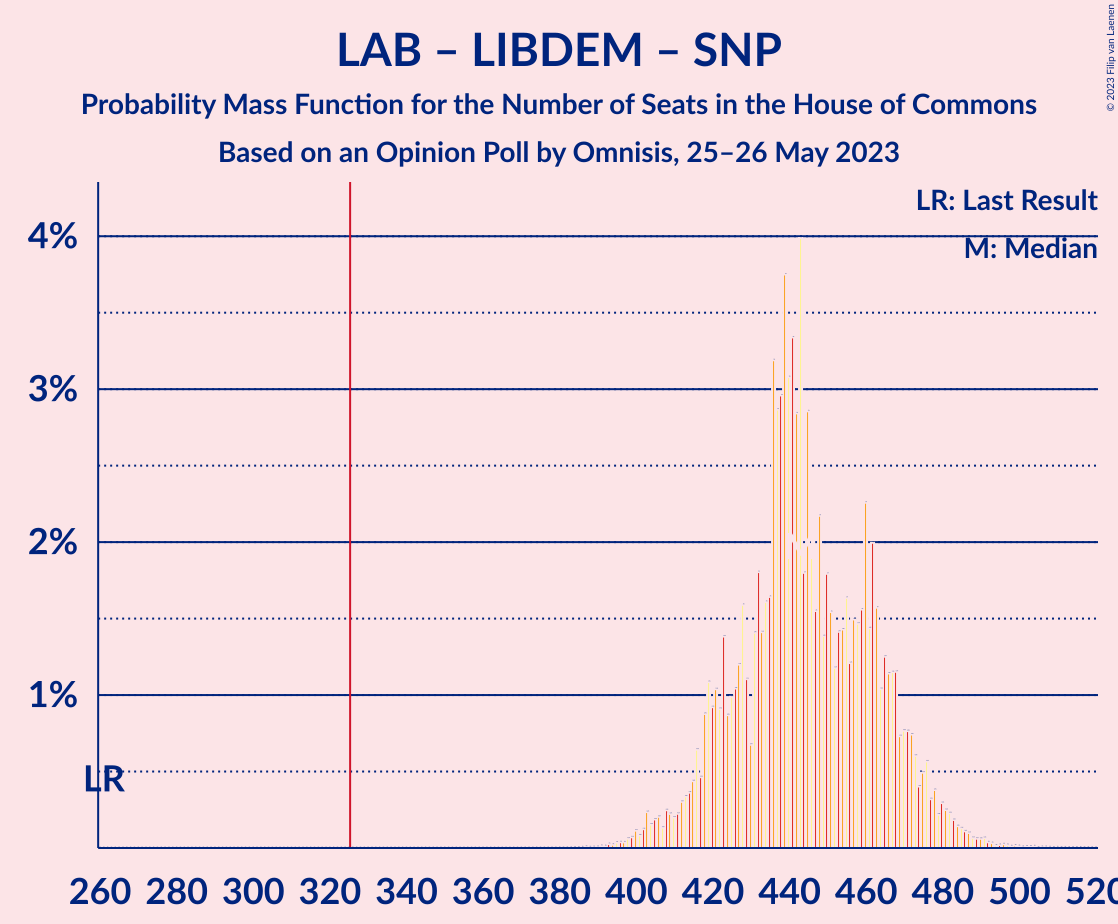 LAB – LIBDEM – SNP
Probability Mass Function for the Number of Seats in the House of Commons
Based on an Opinion Poll by Omnisis, 25–26 May 2023
© 2023 Filip van Laenen
LR: Last Result
M: Median
4%
3%
2%
1%
LR
260 280 300 320 340 360 380 400 420 440 460 480 500 520